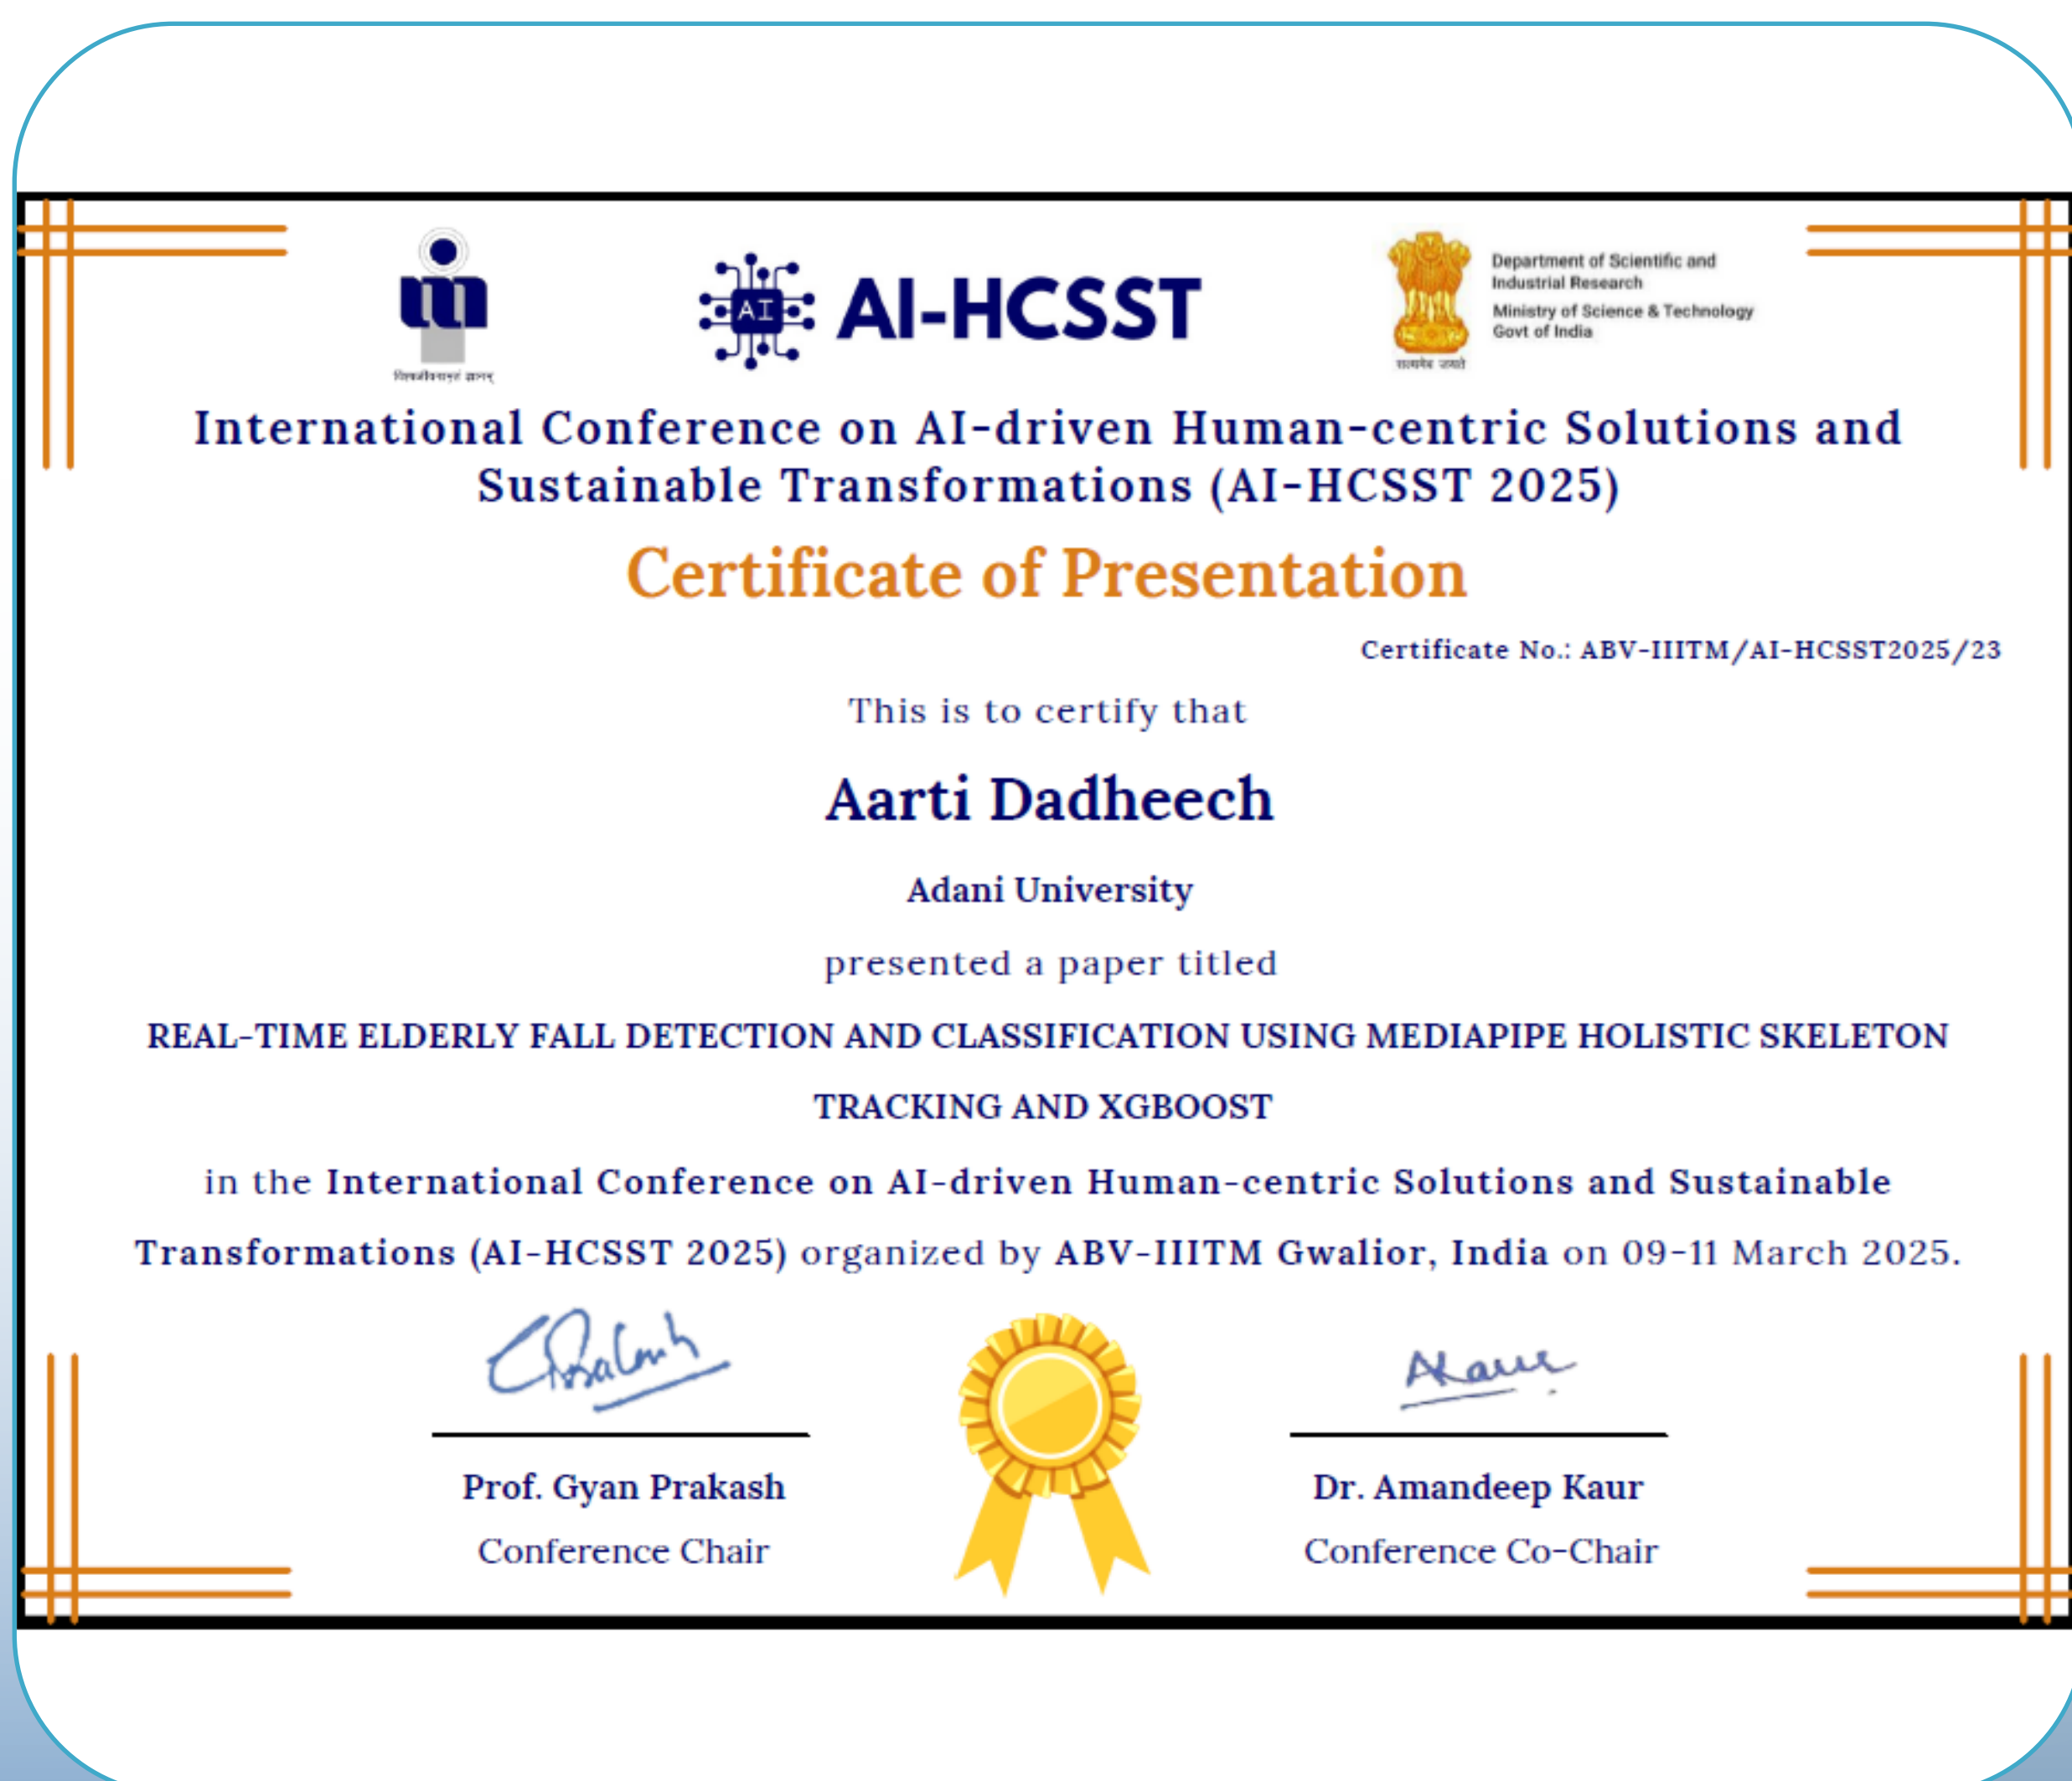 AI
AI-HCSST
Department of Scientific and
Industrial Research
Ministry of Science & Technology
Govt of India
सत्यमेव जयते
International Conference on AI-driven Human-centric Solutions and
Sustainable Transformations (AI-HCSST 2025)
Certificate of Presentation
Certificate No.: ABV-IIITM/AI-HCSST2025/23
This is to certify that
Aarti Dadheech
Adani University
presented a paper titled
REAL-TIME ELDERLY FALL DETECTION AND CLASSIFICATION USING MEDIAPIPE HOLISTIC SKELETON
TRACKING AND XGBOOST
in the International Conference on AI-driven Human-centric Solutions and Sustainable
Transformations (AI-HCSST 2025) organized by ABV-IIITM Gwalior, India on 09-11 March 2025.
Prof. Gyan Prakash
Conference Chair
Dr. Amandeep Kaur
Conference Co-Chair